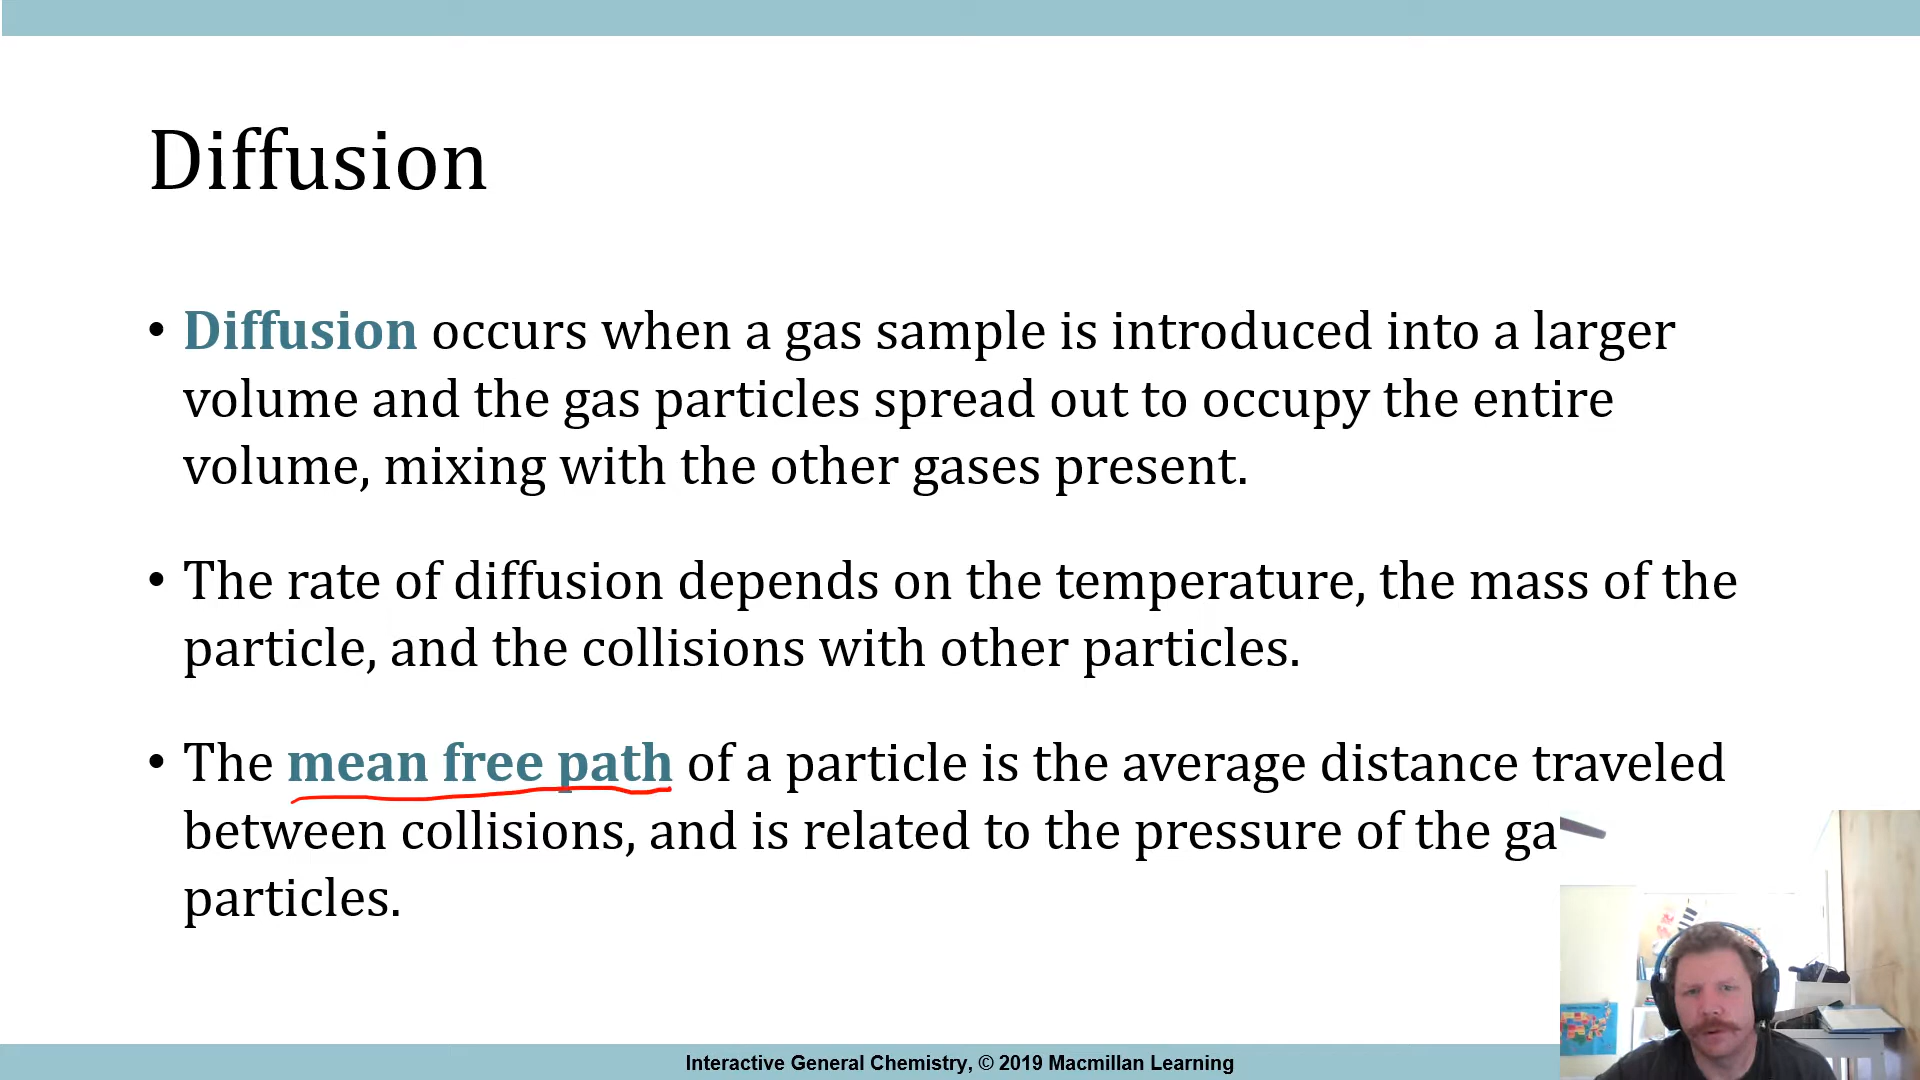 Diffusion
• Diffusion occurs when a gas sample is introduced into a larger
volume and the gas particles spread out to occupy the entire
volume, mixing with the other gases present.
• The rate of diffusion depends on the temperature, the mass of the
particle, and the collisions with other particles.
• The mean free path of a particle is the average distance traveled
between collisions, and is related to the pressure of the ga
particles.
Interactive General Chemistry, © 2019 Macmillan Learning